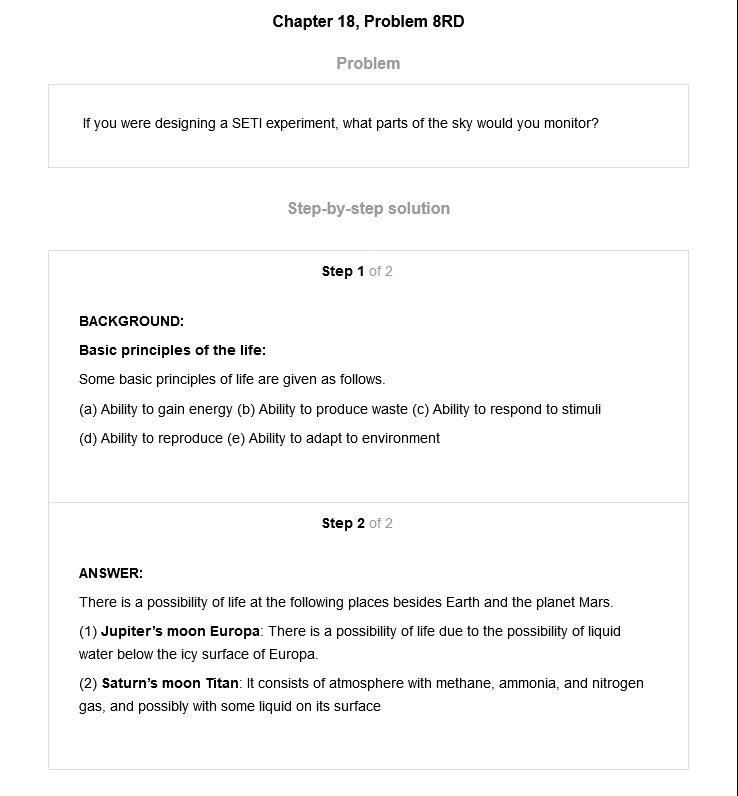 Chapter 18, Problem 8RD
Problem
If you were designing a SETI experiment, what parts of the sky would you monitor?
Step-by-step solution
Step 1 of 2
BACKGROUND:
Basic principles of the life:
Some basic principles of life are given as follows.
(a) Ability to gain energy (b) Ability to produce waste (c) Ability to respond to stimuli
(d) Ability to reproduce (e) Ability to adapt to environment
Step 2 of 2
ANSWER:
There is a possibility of life at the following places besides Earth and the planet Mars.
(1) Jupiter’s moon Europa: There is a possibility of life due to the possibility of liquid
water below the icy surface of Europa.
(2) Saturn’s moon Titan: It consists of atmosphere with methane, ammonia, and nitrogen
gas, and possibly with some liquid on its surface